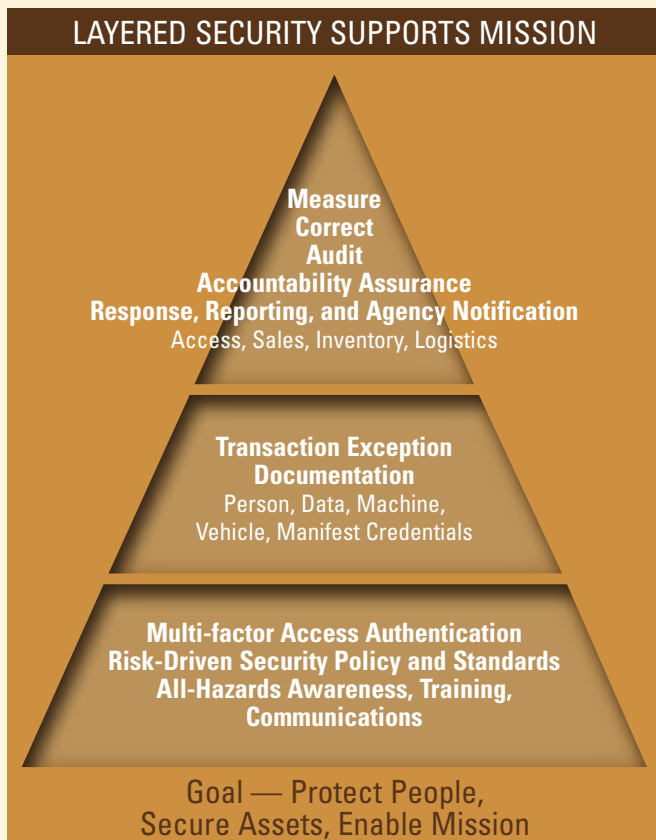 LAYERED SECURITY SUPPORTS MISSION
Measure
Correct
Audit
Accountability Assurance
Response, Reporting, and Agency Notification
Access, Sales, Inventory, Logistics
Transaction Exception
Documentation
Person, Data, Machine,
Vehicle, Manifest Credentials
Multi-factor Access Authentication
Risk-Driven Security Policy and Standards
All-Hazards Awareness, Training,
Communications
Goal — Protect People,
Secure Assets, Enable Mission